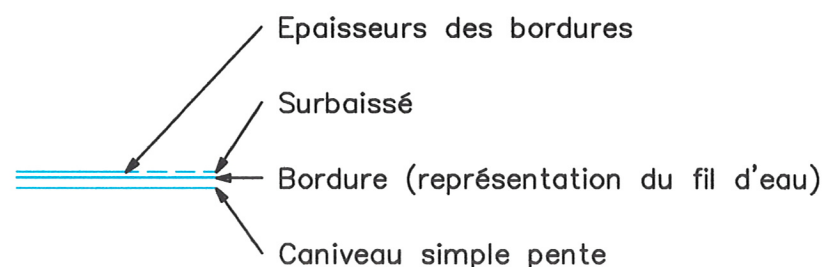 Epaisseurs des bordures
Surbaissé
Bordure (représentation du fil d'eau)
Caniveau simple pente